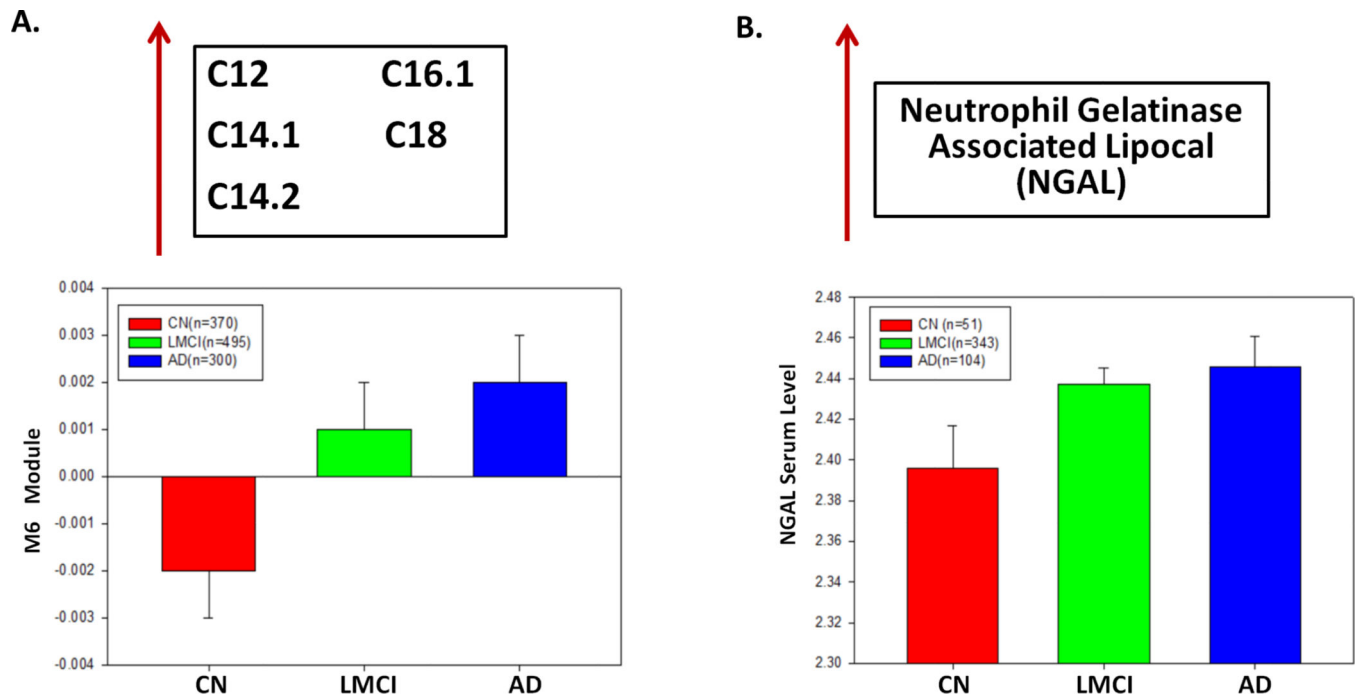 A.
C12 C16.1
C14.1 C18
C14.2
0.004
0.003
0.002
0.001
0.000
-0.001
-0.002
-0.003
-0.004
M6 Module
CN(n=370)
LMCI(n=495)
AD(n=300)
CN LMCI AD
B.
Neutrophil Gelatinase
Associated Lipocal
(NGAL)
2.48
2.46
2.44
2.42
2.40
2.38
2.36
2.34
2.32
2.30
NGAL Serum Level
CN (n=51)
LMCI(n=343)
AD(n=104)
CN LMCI AD